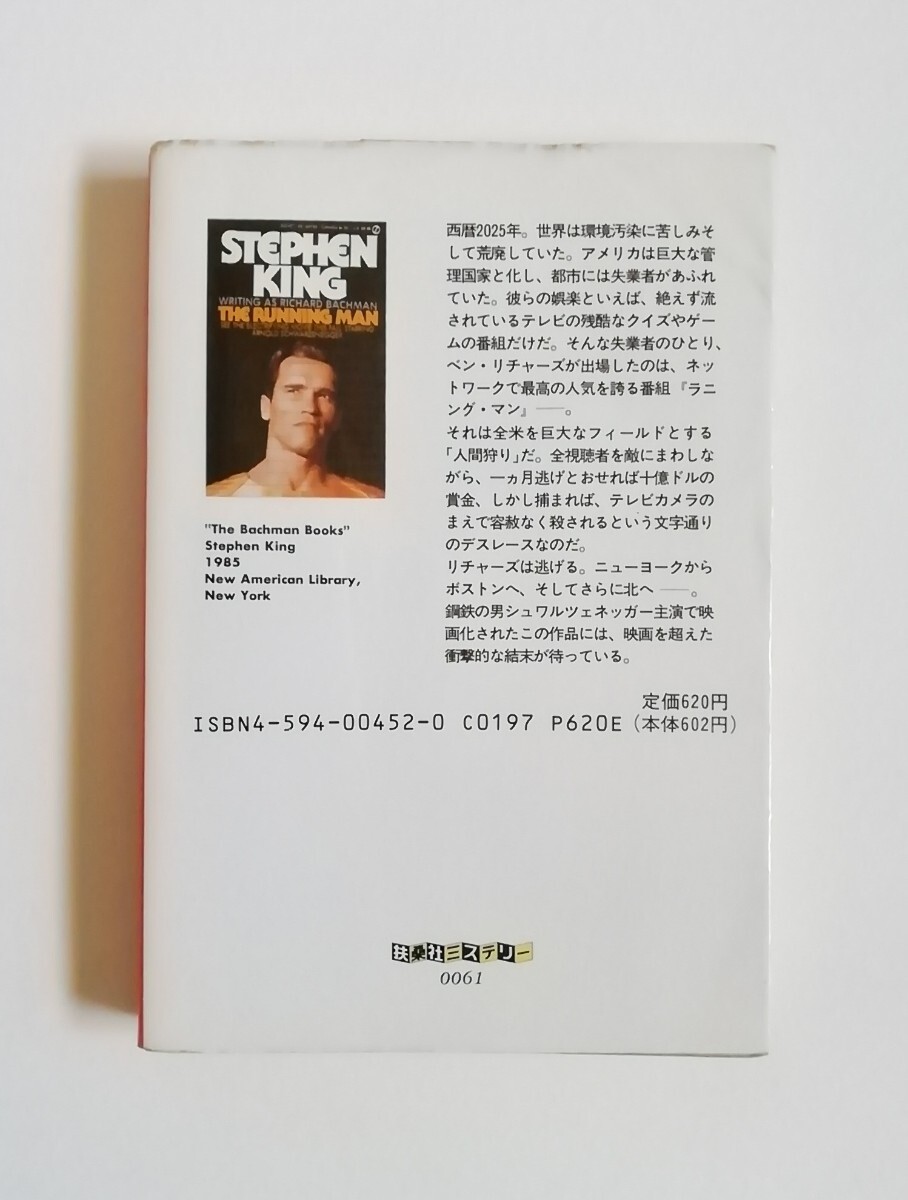 STEPHEN
KING
WRITING AS RICHARD BACHMAN
THE RUNNING MAN
"The Bachman Books"
Stephen King
1985
New American Library,
New York
西暦2025年。世界は環境汚染に苦しみそ
して荒廃していた。アメリカは巨大な管
理国家と化し、都市には失業者があふれ
ていた。彼らの娯楽といえば、絶えず流
されているテレビの残酷なクイズやゲー
ムの番組だけだ。そんな失業者のひとり、
ベン・リチャーズが出場したのは、ネッ
トワークで最高の人気を誇る番組『ラニ
ング・マン』──。
それは全米を巨大なフィールドとする
「人間狩り」だ。全視聴者を敵にまわしな
がら、一ヵ月逃げとおせれば十億ドルの
賞金、しかし捕まれば、テレビカメラの
まえで容赦なく殺されるという文字通り
のデスレースなのだ。
リチャーズは逃げる。ニューヨークから
ボストンへ、そしてさらに北へ──。
鋼鉄の男シュワルツェネッガー主演で映
画化されたこの作品には、映画を超えた
衝撃的な結末が待っている。
定価620円
ISBN4-594-00452-0 C0197 P620E (本体602円)
扶桑社ミステリー
0061